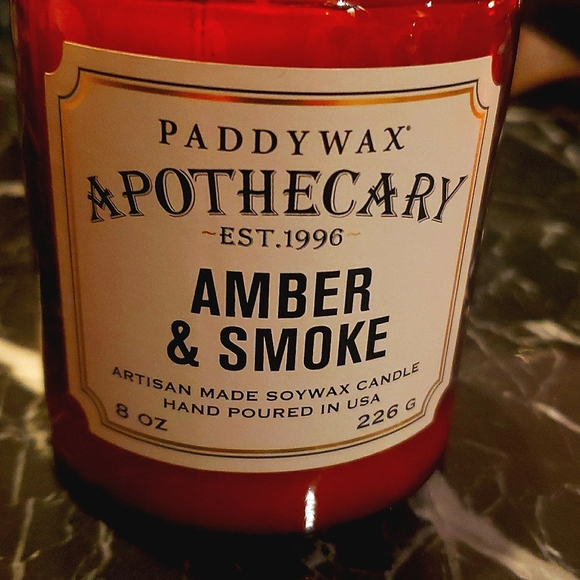 PADDYWAX®
APOTHECARY
~EST.1996~
AMBER
& SMOKE
ARTISAN MADE SOYWAX CANDLE
HAND POURED IN USA
8 OZ 226 G